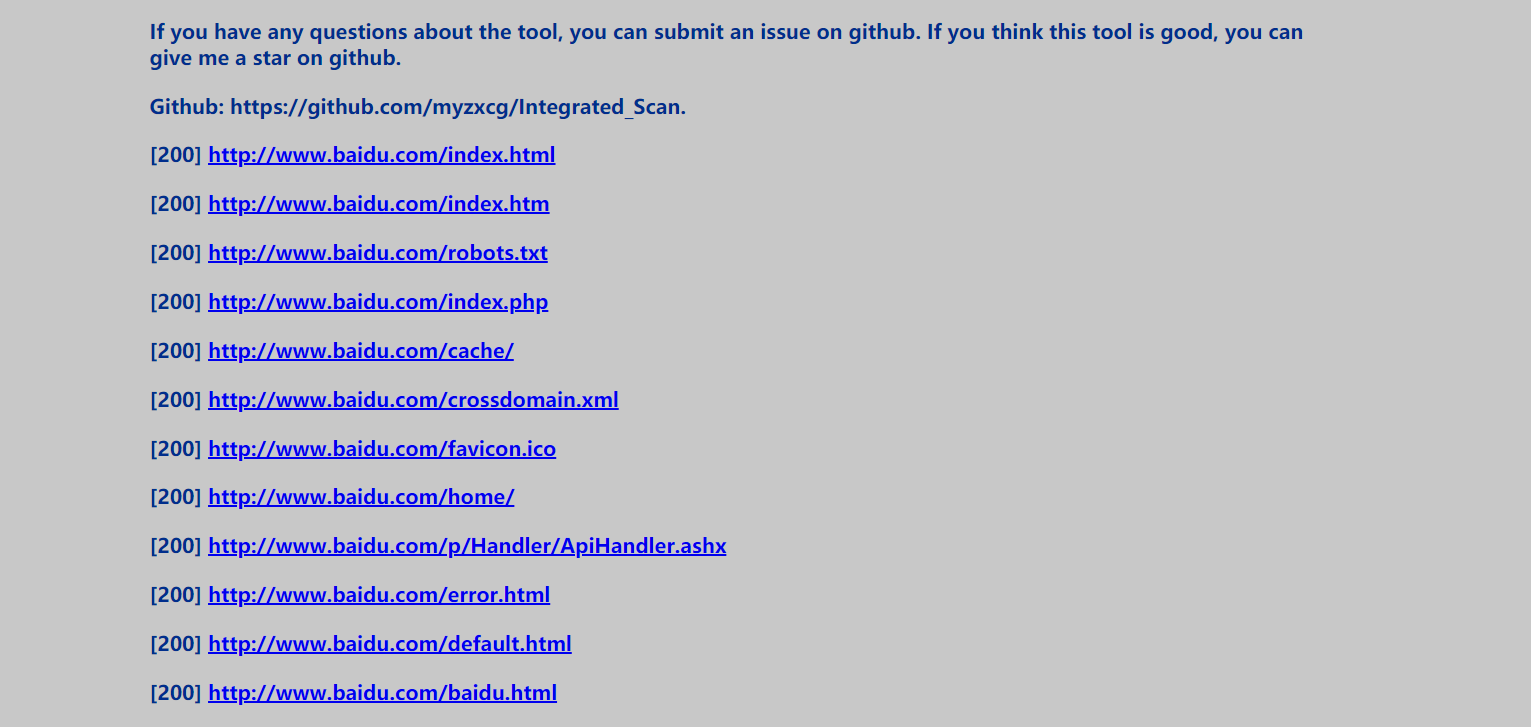 If you have any questions about the tool, you can submit an issue on github. If you think this tool is good, you can
give me a star on github.
Github: https://github.com/myzxcg/Integrated_Scan.
[200] http://www.baidu.com/index.html
[200] http://www.baidu.com/index.htm
[200] http://www.baidu.com/robots.txt
[200] http://www.baidu.com/index.php
[200] http://www.baidu.com/cache/
[200] http://www.baidu.com/crossdomain.xml
[200] http://www.baidu.com/favicon.ico
[200] http://www.baidu.com/home/
[200] http://www.baidu.com/p/Handler/ApiHandler.ashx
[200] http://www.baidu.com/error.html
[200] http://www.baidu.com/default.html
[200] http://www.baidu.com/baidu.html